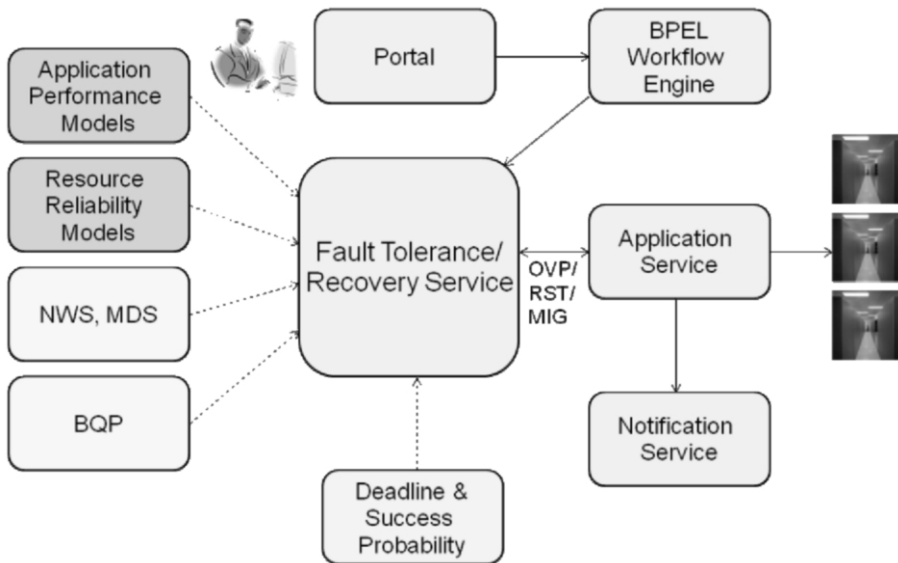 Application
Performance
Models
Portal
BPEL
Workflow
Engine
Resource
Reliability
Models
Fault Tolerance/
Recovery Service
OVP/
RST/
MIG
Application
Service
NWS, MDS
BQP
Notification
Service
Deadline &
Success
Probability